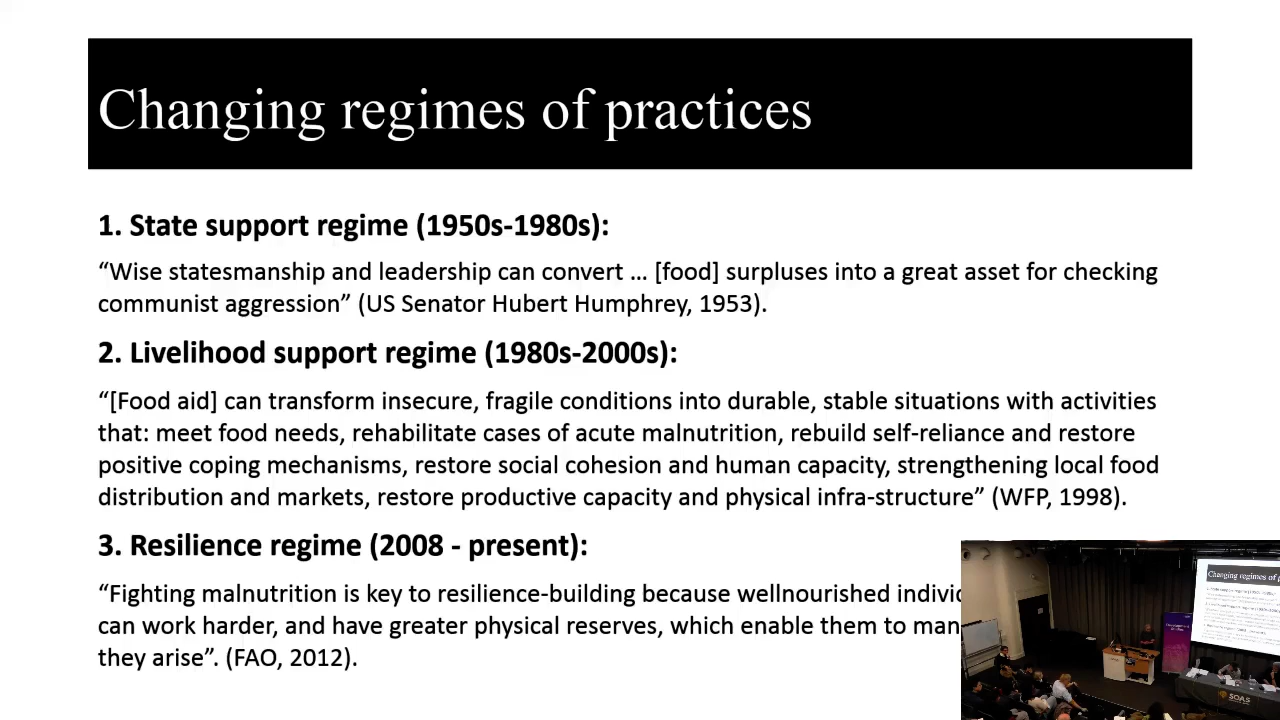 Changing regimes of practices
1. State support regime (1950s-1980s):
“Wise statesmanship and leadership can convert … [food] surpluses into a great asset for checking
communist aggression” (US Senator Hubert Humphrey, 1953).
2. Livelihood support regime (1980s-2000s):
“[Food aid] can transform insecure, fragile conditions into durable, stable situations with activities
that: meet food needs, rehabilitate cases of acute malnutrition, rebuild self-reliance and restore
positive coping mechanisms, restore social cohesion and human capacity, strengthening local food
distribution and markets, restore productive capacity and physical infra-structure” (WFP, 1998).
3. Resilience regime (2008 - present):
“Fighting malnutrition is key to resilience-building because wellnourished
can work harder, and have greater physical reserves, which enable them to
they arise”. (FAO, 2012).
Changing regimes of
SOAS